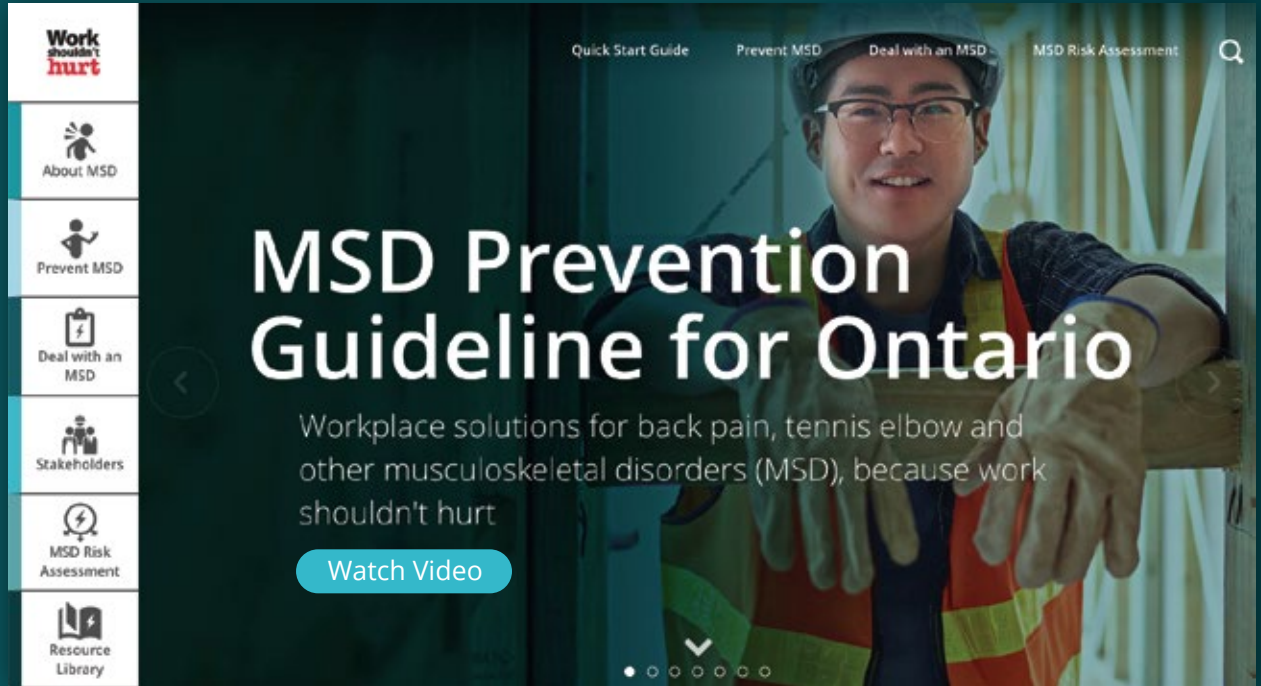 Work
shouldn't
hurt
Quick Start Guide
Prevent MSD
Deal with an MSD
MSD Risk Assessment
About MSD
Prevent MSD
Deal with an
MSD
Stakeholders
MSD Risk
Assessment
Resource
Library
MSD Prevention
Guideline for Ontario
Workplace solutions for back pain, tennis elbow and
other musculoskeletal disorders (MSD), because work
shouldn't hurt
Watch Video